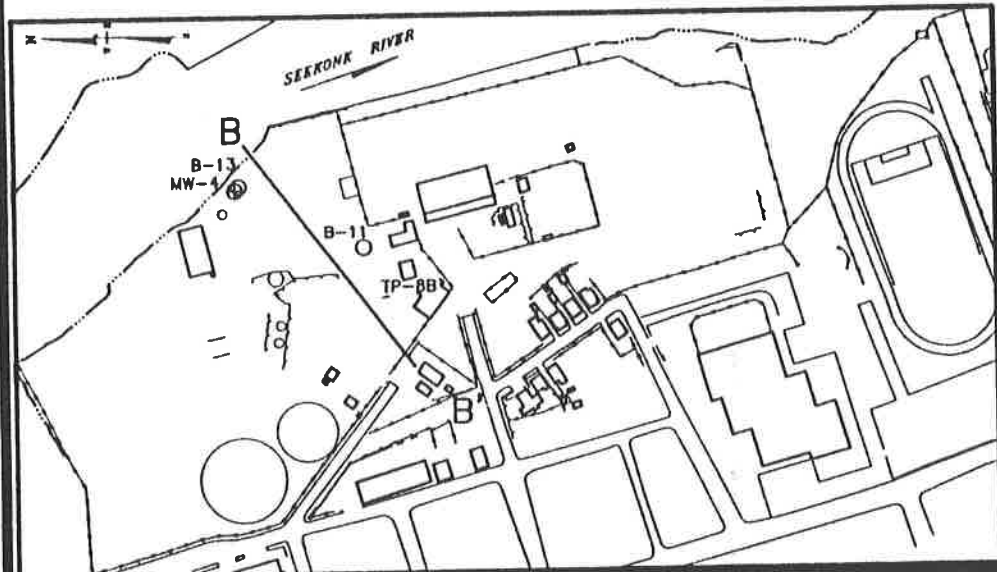 N
SEEKONK RIVER
B
B-13
MW-4
B-11
TP-8B
B